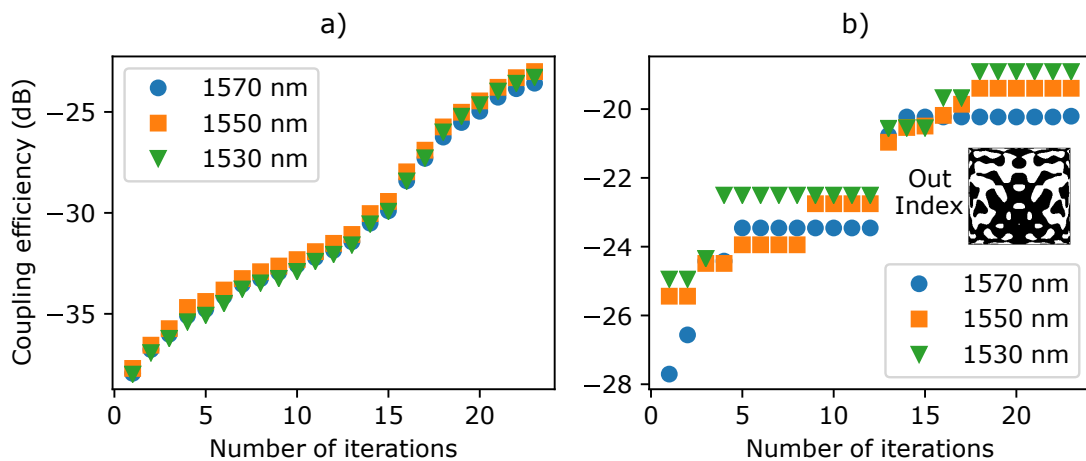 a)
b)
Coupling efficiency (dB)
−25
−30
−35
1570 nm
1550 nm
1530 nm
0 5 10 15 20
Number of iterations
−20
−22
−24
−26
−28
Out
Index
1570 nm
1550 nm
1530 nm
0 5 10 15 20
Number of iterations